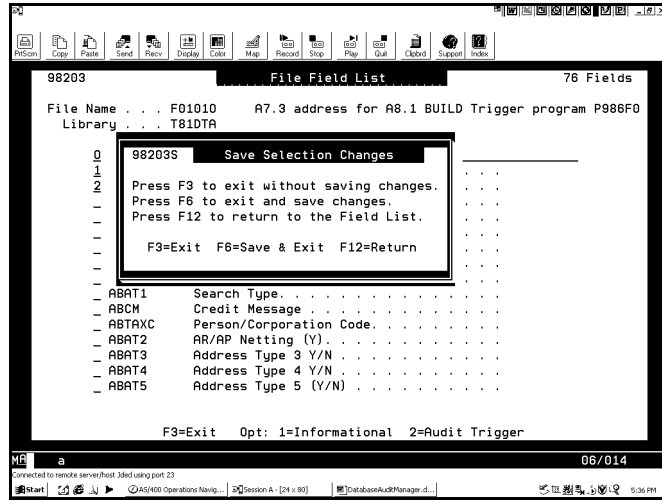 PrtScrn Copy Paste Send Recv Display Color Map Record Stop Play Quit Clipbrd Support Index
98203 File Field List 76 Fields
File Name . . . F01010 A7.3 address for A8.1 BUILD Trigger program P986F0
Library . . . T81DTA
0
1 . . .
2 . . .
98203S Save Selection Changes
Press F3 to exit without saving changes.
Press F6 to exit and save changes.
Press F12 to return to the Field List.
F3=Exit F6=Save & Exit F12=Return
_ ABAT1 Search Type. . . . . . . . . . . . . .
_ ABCM Credit Message . . . . . . . . . . . .
_ ABTAXC Person/Corporation Code. . . . . . . .
_ ABAT2 AR/AP Netting (Y). . . . . . . . . . .
_ ABAT3 Address Type 3 Y/N . . . . . . . . . .
_ ABAT4 Address Type 4 Y/N . . . . . . . . . .
_ ABAT5 Address Type 5 (Y/N) . . . . . . . . .
F3=Exit Opt: 1=Informational 2=Audit Trigger
MA a 06/014
Connected to remote server/host Jded using port 23
Start AS/400 Operations Navig... Session A - [24 x 80] DatabaseAuditManager.d... 5:36 PM